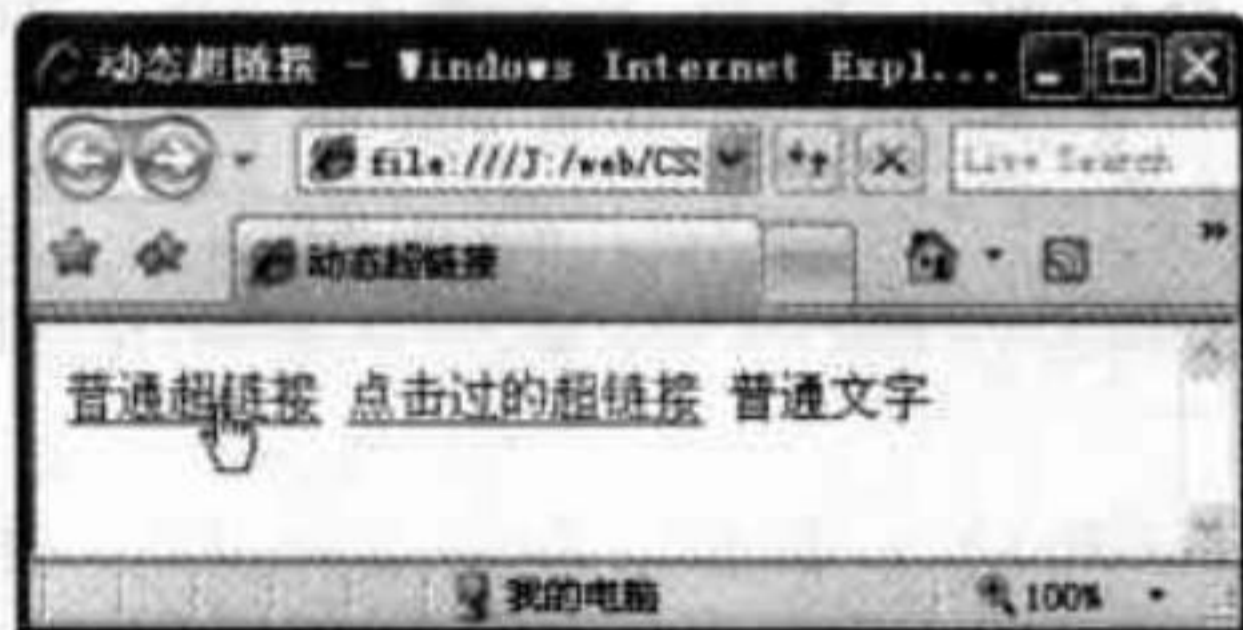 动态超链接 - Windows Internet Expl...
file:///J:/web/CSS
Live Search
动态超链接
普通超链接 点击过的超链接 普通文字
我的电脑
100%